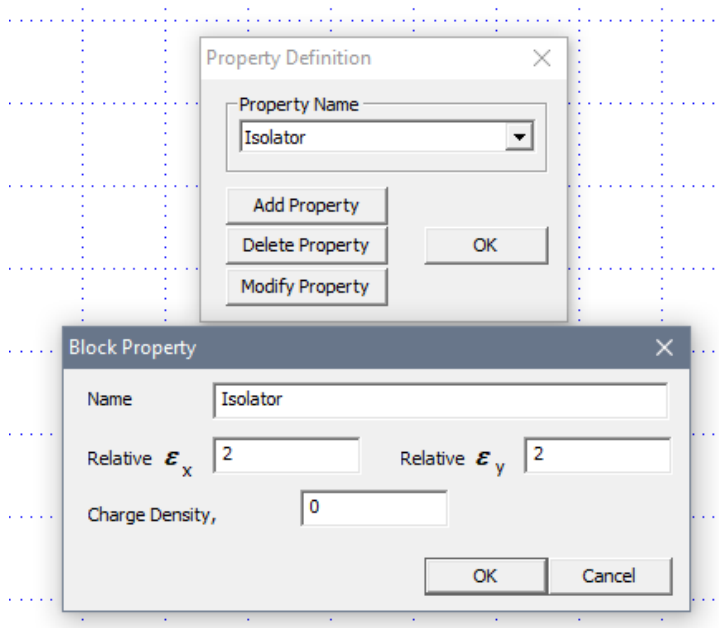 Property Definition
Property Name
Isolator
Add Property
Delete Property
OK
Modify Property
Block Property
Name
Isolator
Relative ε x
2
Relative ε y
2
Charge Density,
0
OK
Cancel